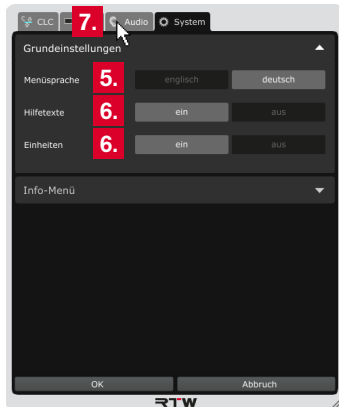 CLC 7. Audio System
Grundeinstellungen
Menüsprache 5. englisch deutsch
Hilfetexte 6. ein aus
Einheiten 6. ein aus
Info-Menü
OK Abbruch
RTW